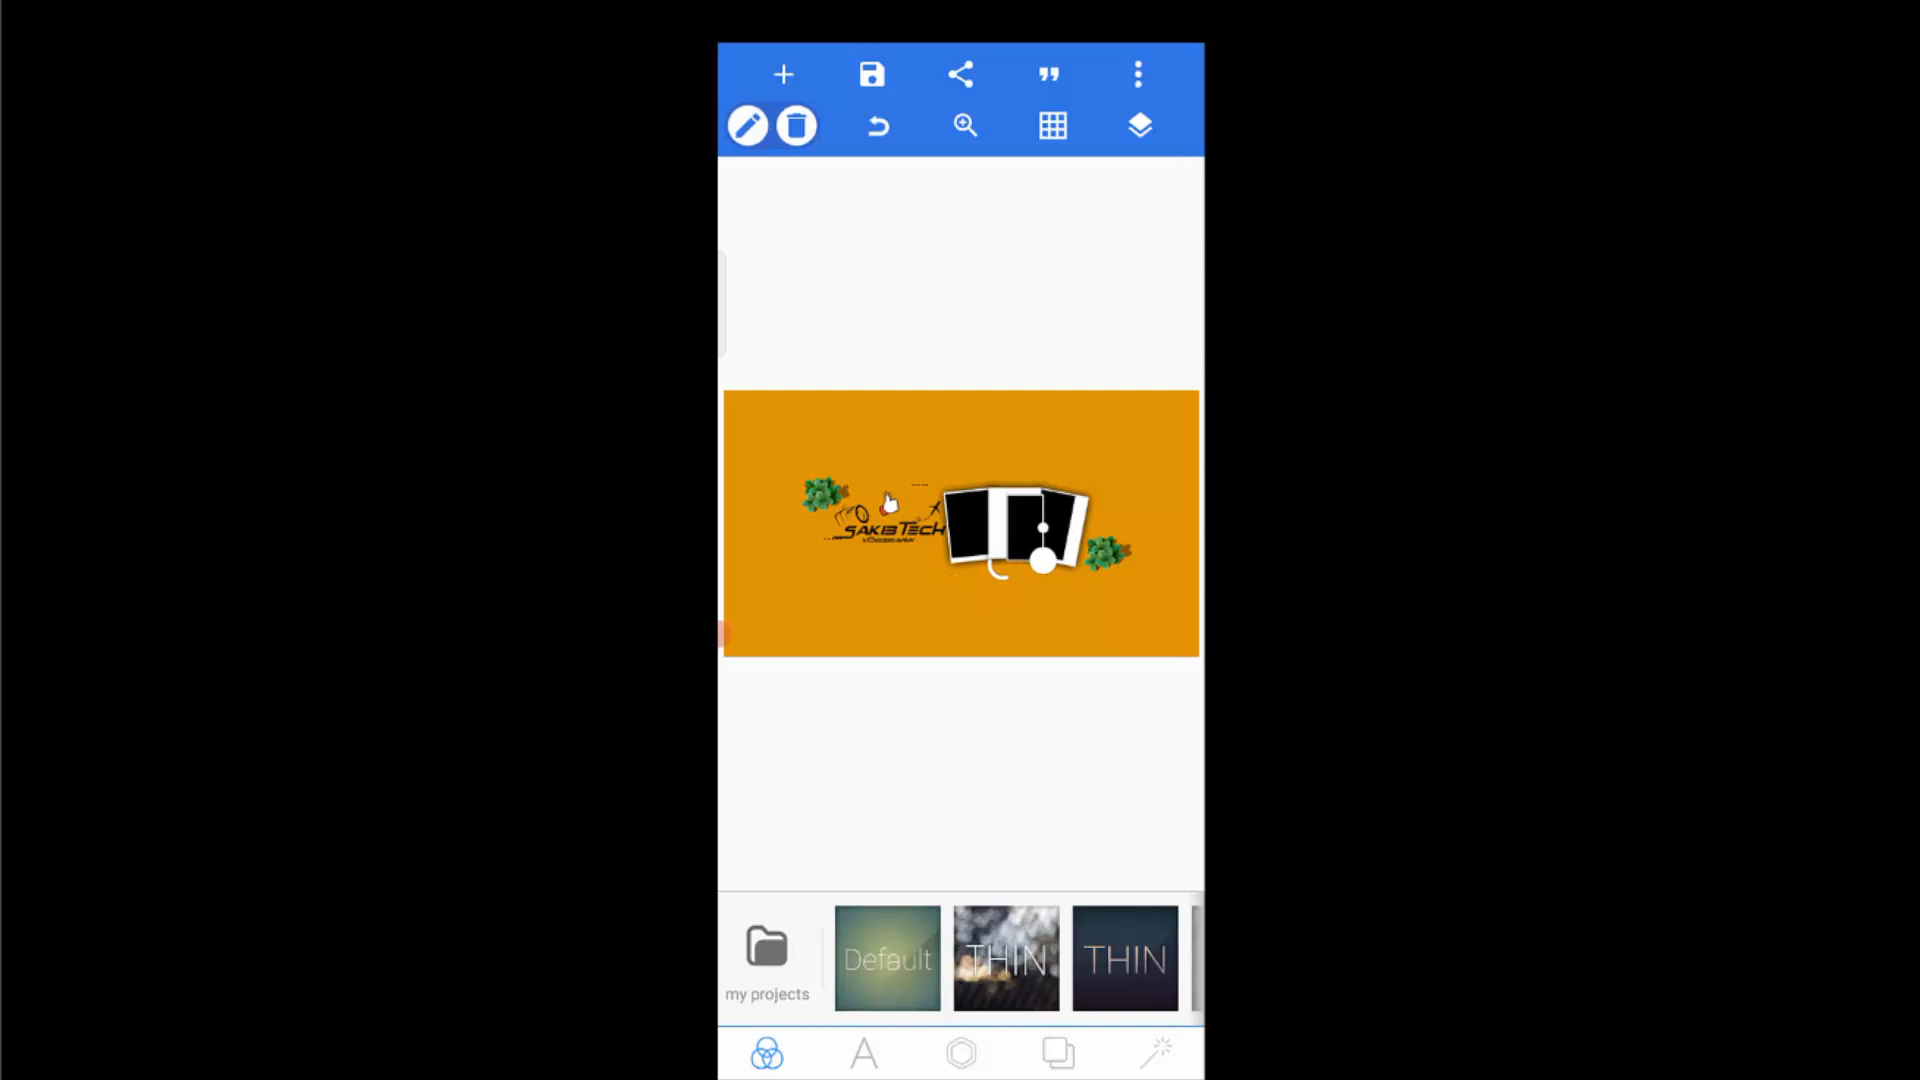 SAKIB TECH
my projects
Default
THIN
THIN